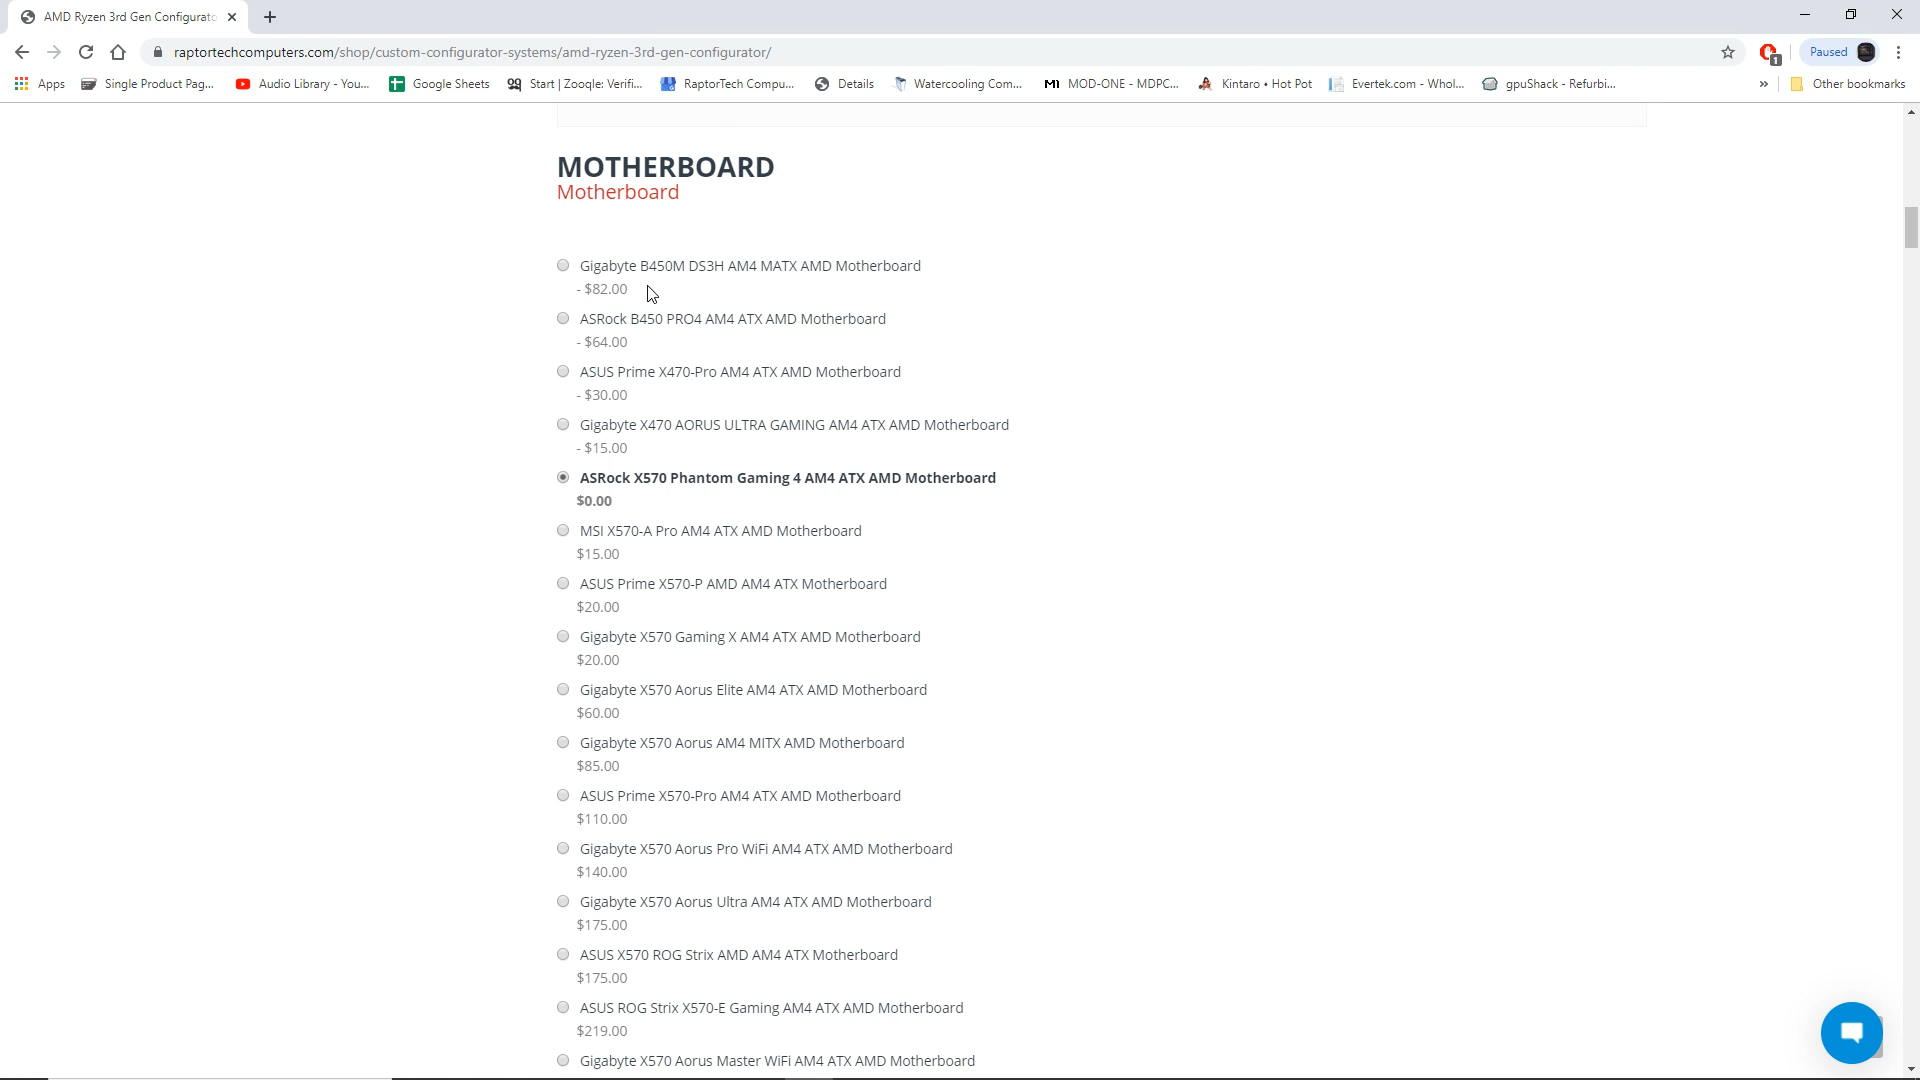 AMD Ryzen 3rd Gen Configurato
raptortechcomputers.com/shop/custom-configurator-systems/amd-ryzen-3rd-gen-configurator/
1
Paused
Apps
Single Product Pag...
Audio Library - You...
Google Sheets
Start | Zooqle: Verifi...
RaptorTech Compu...
Details
Watercooling Com...
MOD-ONE - MDPC...
Kintaro • Hot Pot
Evertek.com - Whol...
gpuShack - Refurbi...
»
Other bookmarks
MOTHERBOARD
Motherboard
Gigabyte B450M DS3H AM4 MATX AMD Motherboard
- $82.00
ASRock B450 PRO4 AM4 ATX AMD Motherboard
- $64.00
ASUS Prime X470-Pro AM4 ATX AMD Motherboard
- $30.00
Gigabyte X470 AORUS ULTRA GAMING AM4 ATX AMD Motherboard
- $15.00
ASRock X570 Phantom Gaming 4 AM4 ATX AMD Motherboard
$0.00
MSI X570-A Pro AM4 ATX AMD Motherboard
$15.00
ASUS Prime X570-P AMD AM4 ATX Motherboard
$20.00
Gigabyte X570 Gaming X AM4 ATX AMD Motherboard
$20.00
Gigabyte X570 Aorus Elite AM4 ATX AMD Motherboard
$60.00
Gigabyte X570 Aorus AM4 MITX AMD Motherboard
$85.00
ASUS Prime X570-Pro AM4 ATX AMD Motherboard
$110.00
Gigabyte X570 Aorus Pro WiFi AM4 ATX AMD Motherboard
$140.00
Gigabyte X570 Aorus Ultra AM4 ATX AMD Motherboard
$175.00
ASUS X570 ROG Strix AMD AM4 ATX Motherboard
$175.00
ASUS ROG Strix X570-E Gaming AM4 ATX AMD Motherboard
$219.00
Gigabyte X570 Aorus Master WiFi AM4 ATX AMD Motherboard